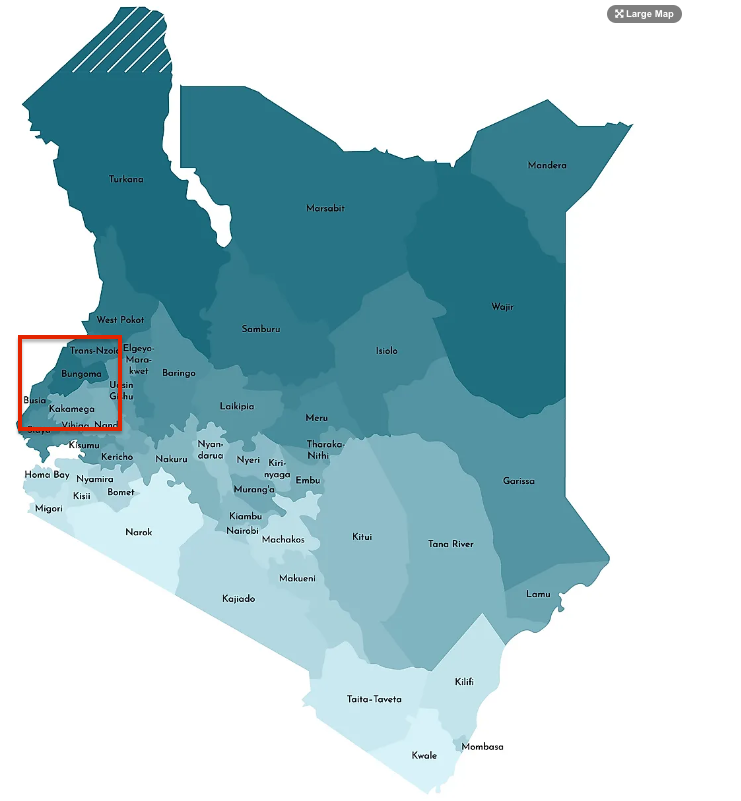 Large Map
Mandera
Turkana
Marsabit
Wajir
West Pokot
Samburu
Trans-Nzoia
Elgeyo-
Mara-
kwet
Isiolo
Bungoma
Baringo
Uasin
Gishu
Busia
Kakamega
Laikipia
Meru
Vihiga
Nandi
Siaya
Kisumu
Nyan-
darua
Tharaka-
Nithi
Kericho
Nakuru
Nyeri
Kiri-
nyaga
Homa Bay
Nyamira
Embu
Garissa
Bomet
Murang'a
Kisii
Migori
Kiambu
Nairobi
Narok
Machakos
Kitui
Tana River
Makueni
Lamu
Kajiado
Kilifi
Taita-Taveta
Mombasa
Kwale